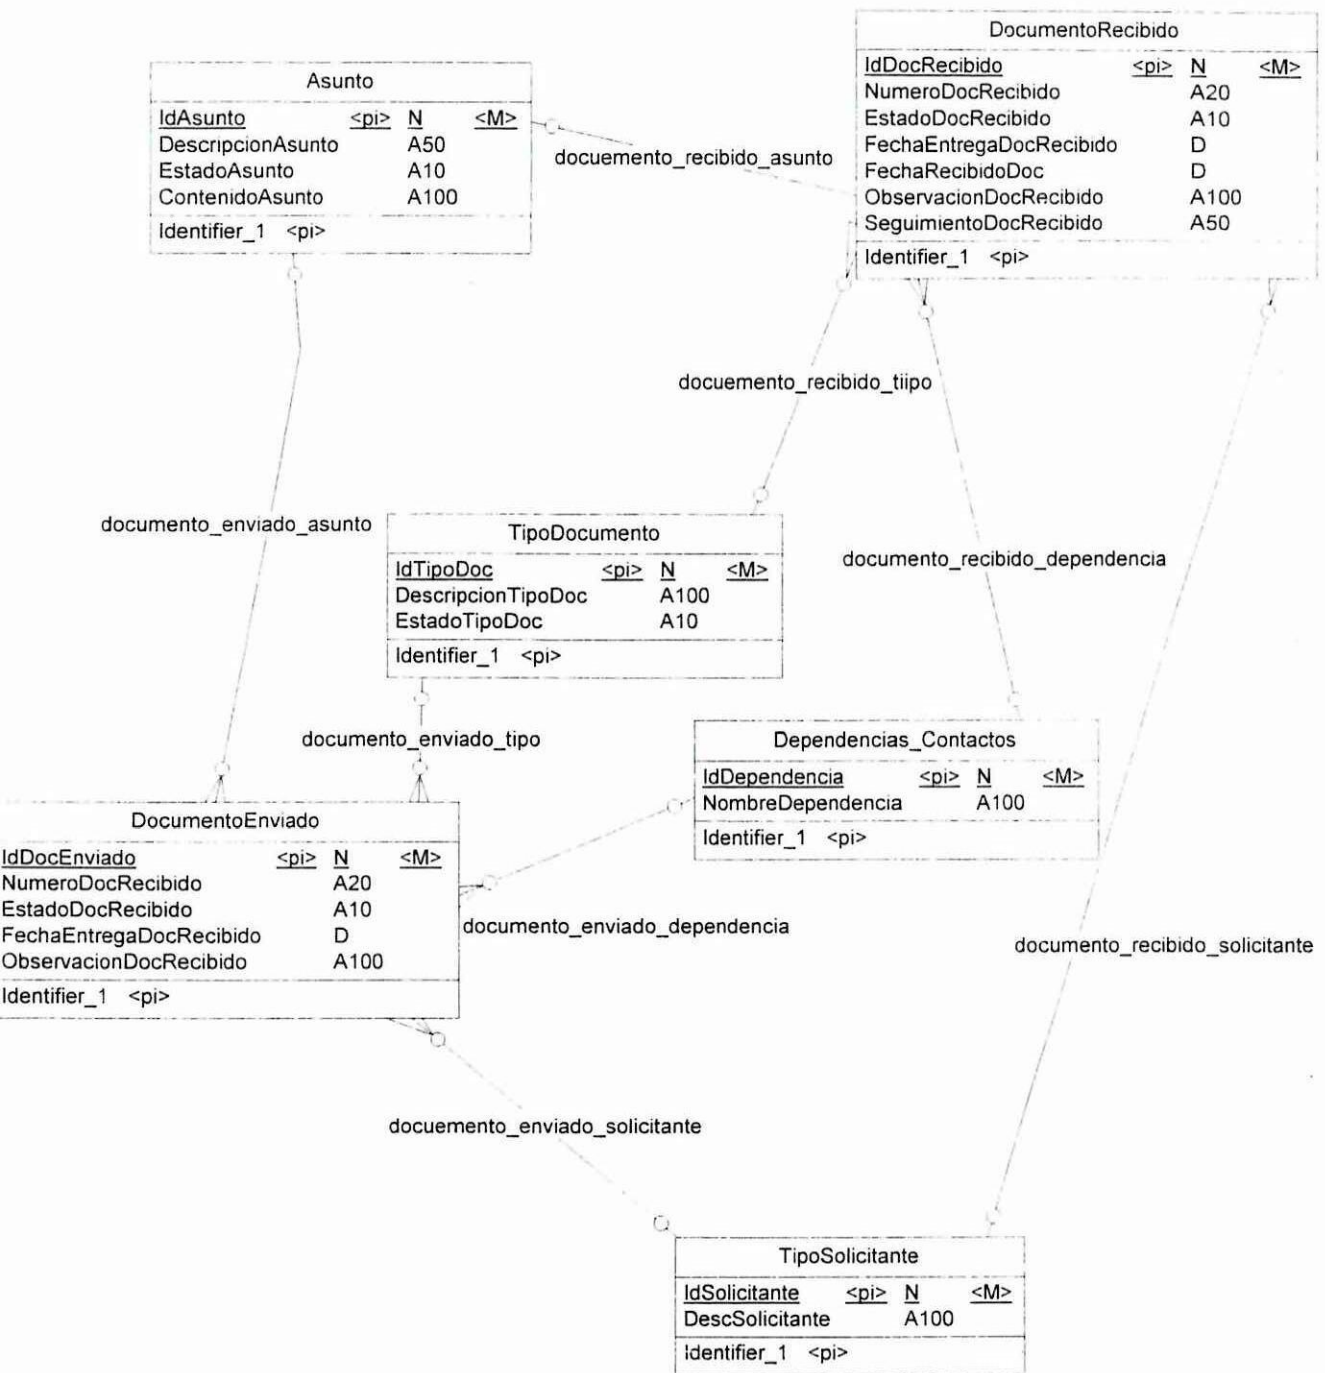 DocumentoRecibido
IdDocRecibido <pi> N <M>
NumeroDocRecibido A20
EstadoDocRecibido A10
FechaEntregaDocRecibido D
FechaRecibidoDoc D
ObservacionDocRecibido A100
SeguimientoDocRecibido A50
Identifier_1 <pi>
Asunto
IdAsunto <pi> N <M>
DescripcionAsunto A50
EstadoAsunto A10
ContenidoAsunto A100
Identifier_1 <pi>
docuemento_recibido_asunto
docuemento_recibido_tiipo
documento_enviado_asunto
TipoDocumento
IdTipoDoc <pi> N <M>
DescripcionTipoDoc A100
EstadoTipoDoc A10
Identifier_1 <pi>
documento_recibido_dependencia
documento_enviado_tipo
Dependencias_Contactos
IdDependencia <pi> N <M>
NombreDependencia A100
Identifier_1 <pi>
DocumentoEnviado
IdDocEnviado <pi> N <M>
NumeroDocRecibido A20
EstadoDocRecibido A10
FechaEntregaDocRecibido D
ObservacionDocRecibido A100
Identifier_1 <pi>
documento_enviado_dependencia
documento_recibido_solicitante
docuemento_enviado_solicitante
TipoSolicitante
IdSolicitante <pi> N <M>
DescSolicitante A100
Identifier_1 <pi>